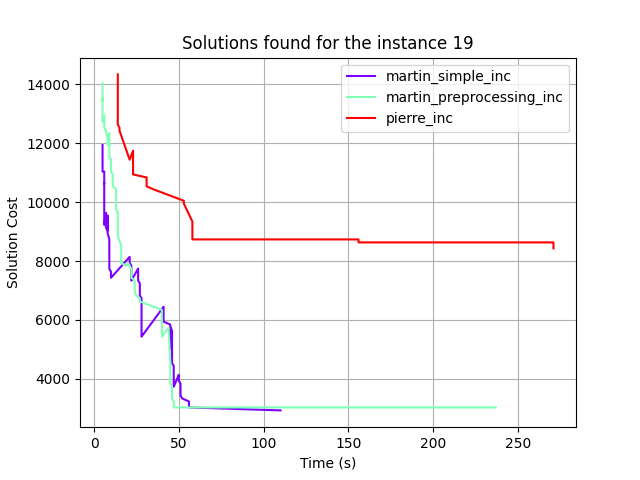 Solutions found for the instance 19
martin_simple_inc
martin_preprocessing_inc
pierre_inc
Solution Cost
14000
12000
10000
8000
6000
4000
0 50 100 150 200 250
Time (s)